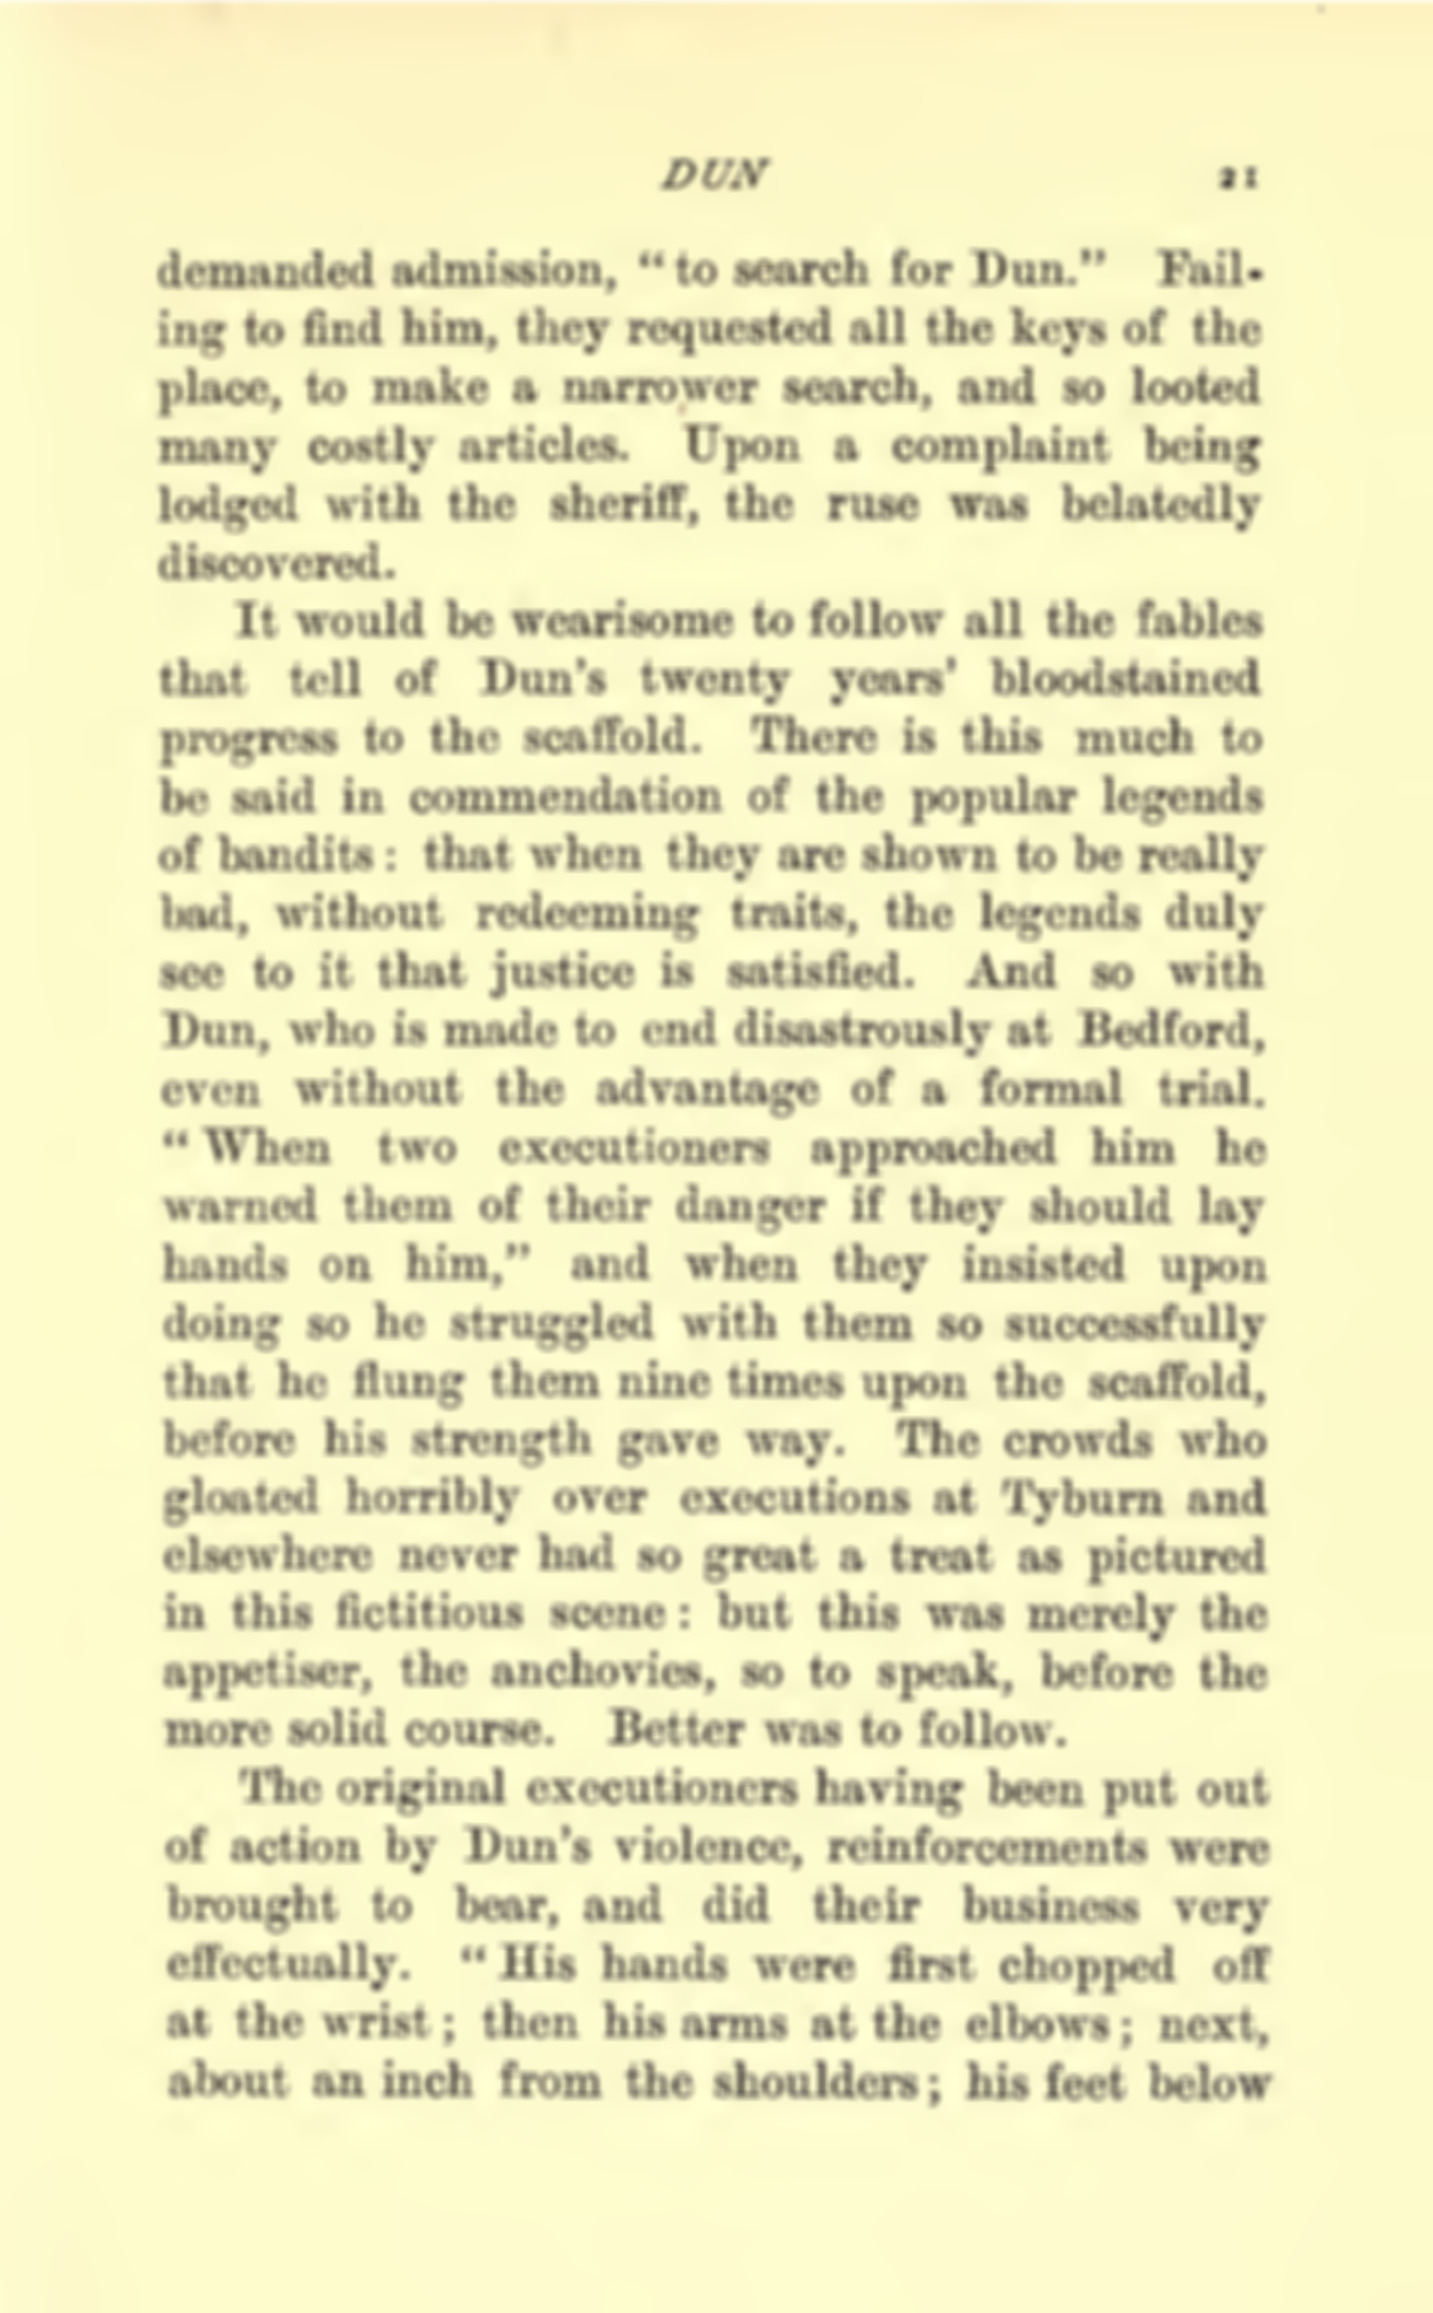 DUN 21
demanded admission, “to search for Dun.” Fail-
ing to find him, they requested all the keys of the
place, to make a narrower search, and so looted
many costly articles. Upon a complaint being
lodged with the sheriff, the ruse was belatedly
discovered.
It would be wearisome to follow all the fables
that tell of Dun’s twenty years’ bloodstained
progress to the scaffold. There is this much to
be said in commendation of the popular legends
of bandits: that when they are shown to be really
bad, without redeeming traits, the legends duly
see to it that justice is satisfied. And so with
Dun, who is made to end disastrously at Bedford,
even without the advantage of a formal trial.
“When two executioners approached him he
warned them of their danger if they should lay
hands on him,” and when they insisted upon
doing so he struggled with them so successfully
that he flung them nine times upon the scaffold,
before his strength gave way. The crowds who
gloated horribly over executions at Tyburn and
elsewhere never had so great a treat as pictured
in this fictitious scene: but this was merely the
appetiser, the anchovies, so to speak, before the
more solid course. Better was to follow.
The original executioners having been put out
of action by Dun’s violence, reinforcements were
brought to bear, and did their business very
effectually. “His hands were first chopped off
at the wrist; then his arms at the elbows; next,
about an inch from the shoulders; his feet below